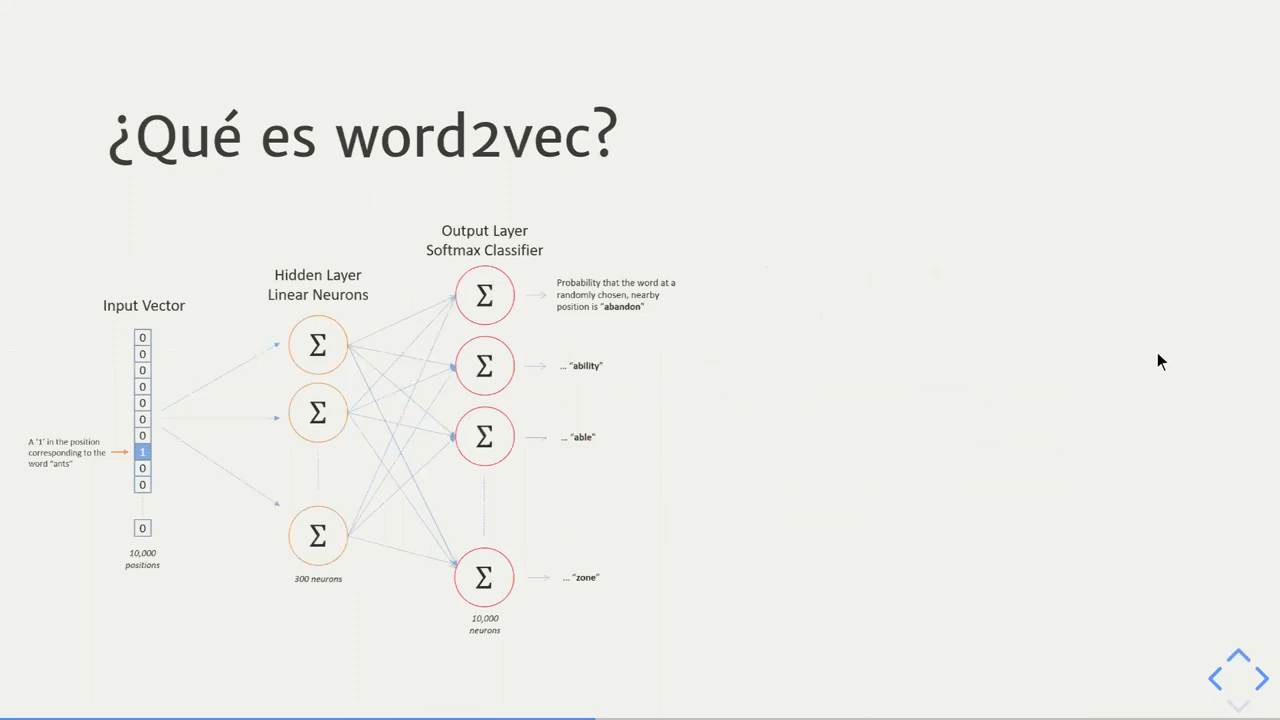 ¿Qué es word2vec?
Output Layer
Softmax Classifier
Hidden Layer
Linear Neurons
Input Vector
Probability that the word at a
randomly chosen, nearby
position is “abandon”
0
0
0
0
0
0
0
1
0
0
0
Σ
Σ
Σ
Σ
Σ
Σ
Σ
... “ability”
... “able”
A ‘1’ in the position
corresponding to the
word “ants”
10,000
positions
300 neurons
... “zone”
10,000
neurons